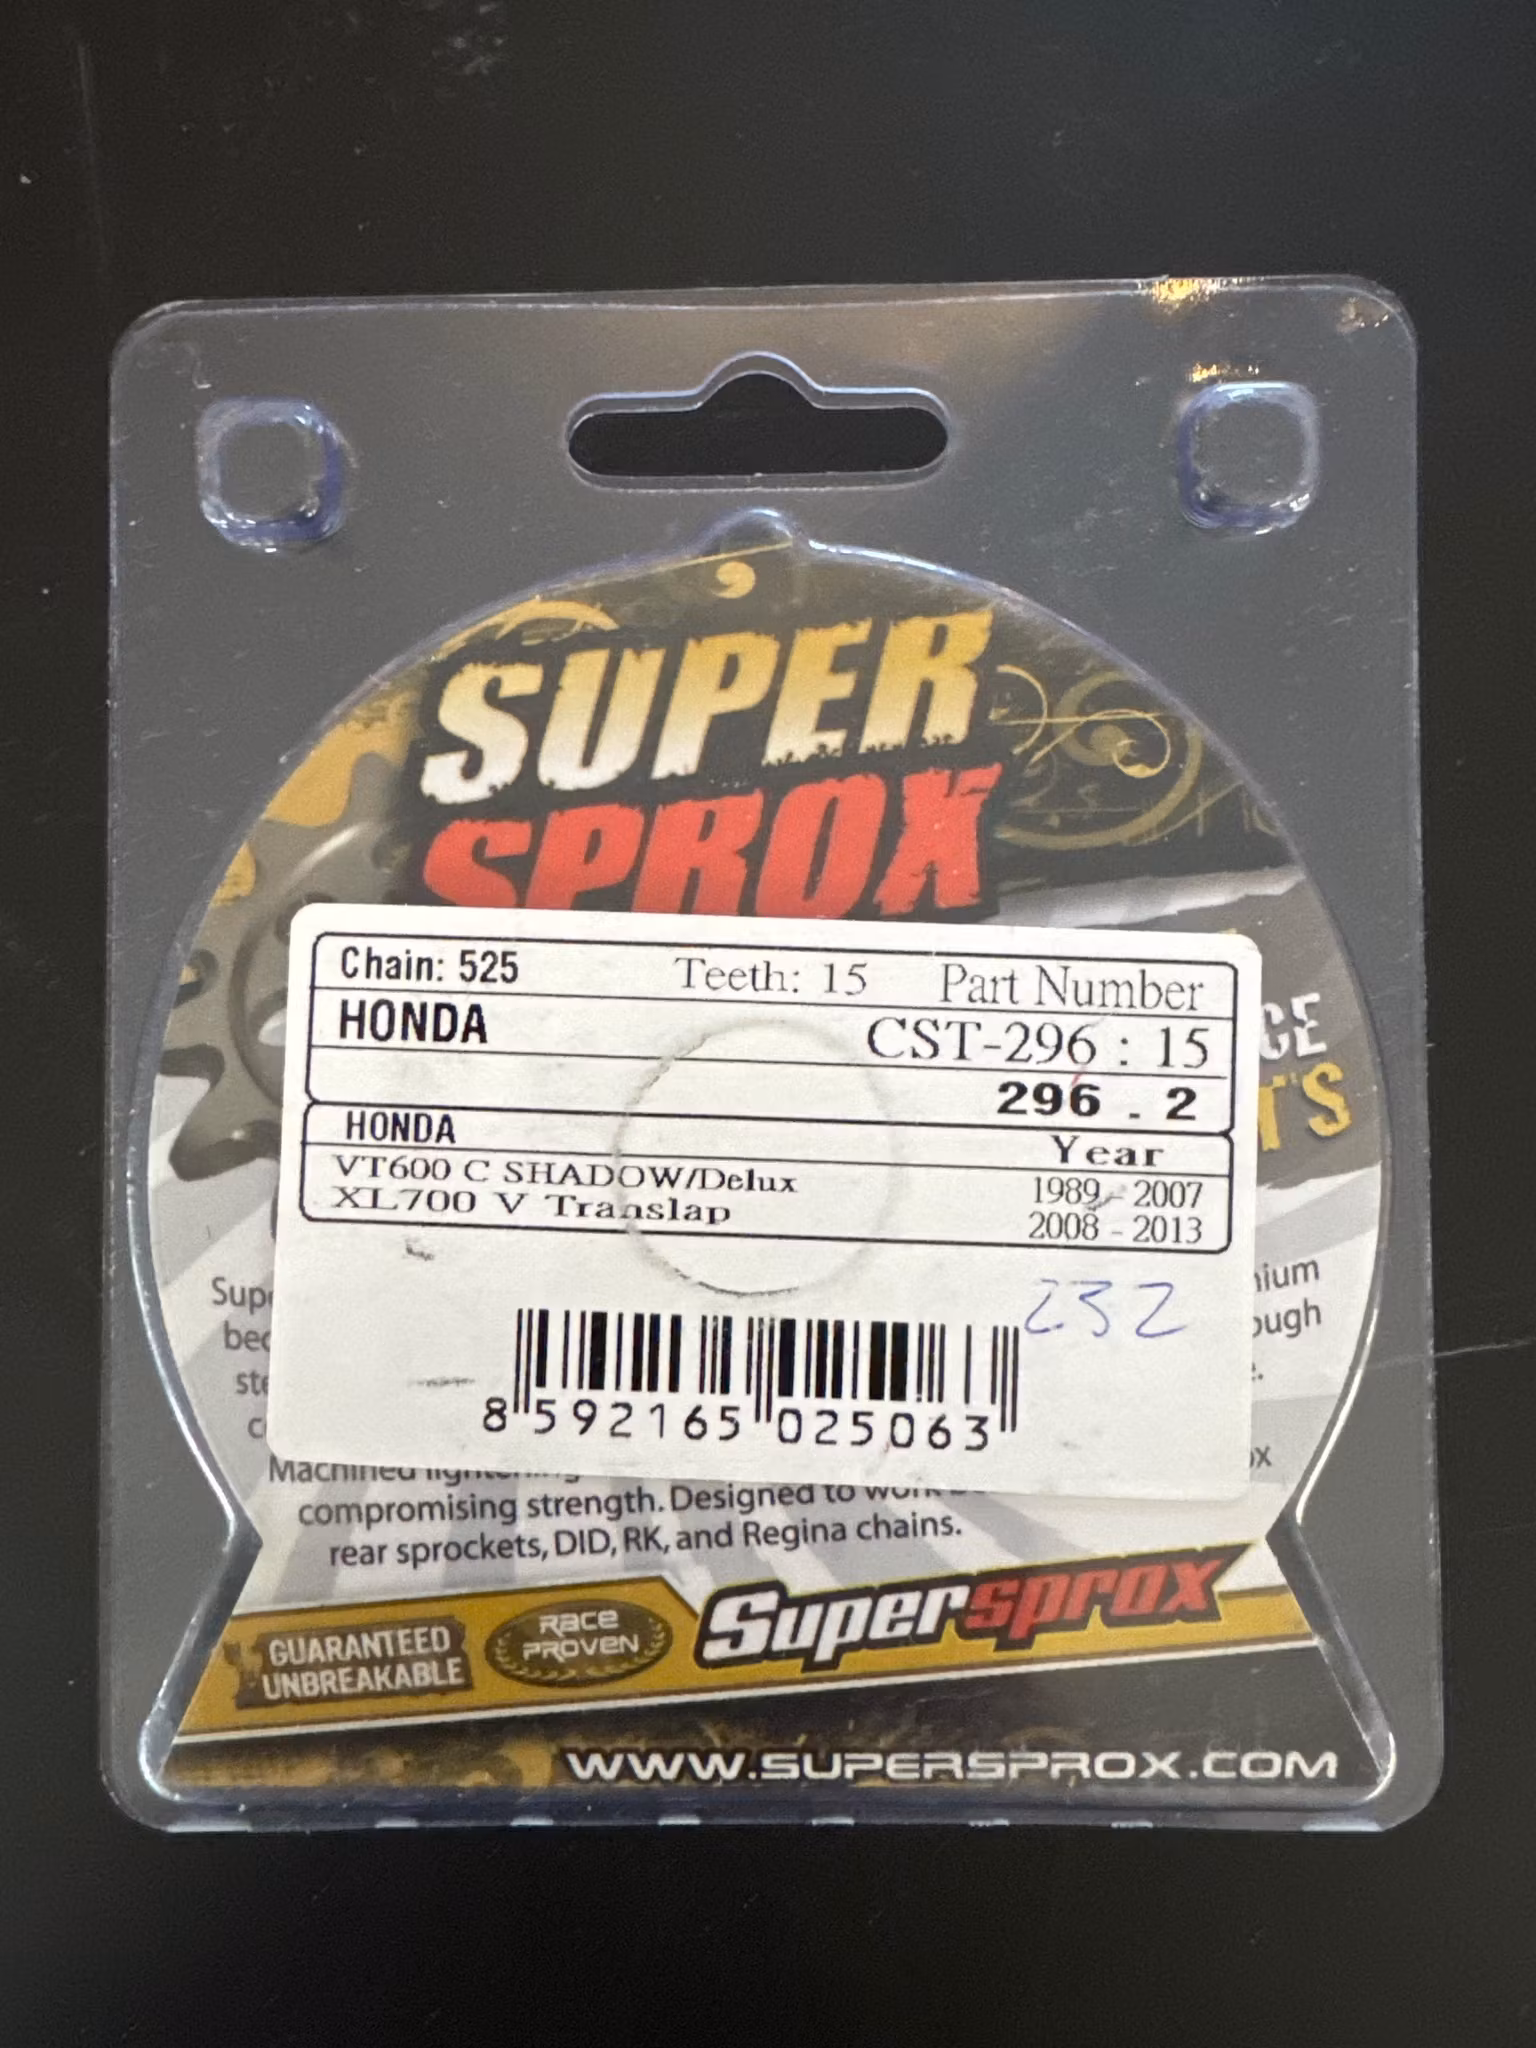 SUPER
SPROX
Chain: 525 Teeth: 15 Part Number
HONDA CST-296 : 15
296 . 2
HONDA Year
VT600 C SHADOW/Delux 1989 - 2007
XL700 V Translap 2008 - 2013
232
8 592165 025063
compromising strength. Designed to work
rear sprockets, DID, RK, and Regina chains.
GUARANTEED
UNBREAKABLE
RACE
PROVEN
Supersprox
WWW.SUPERSPROX.COM